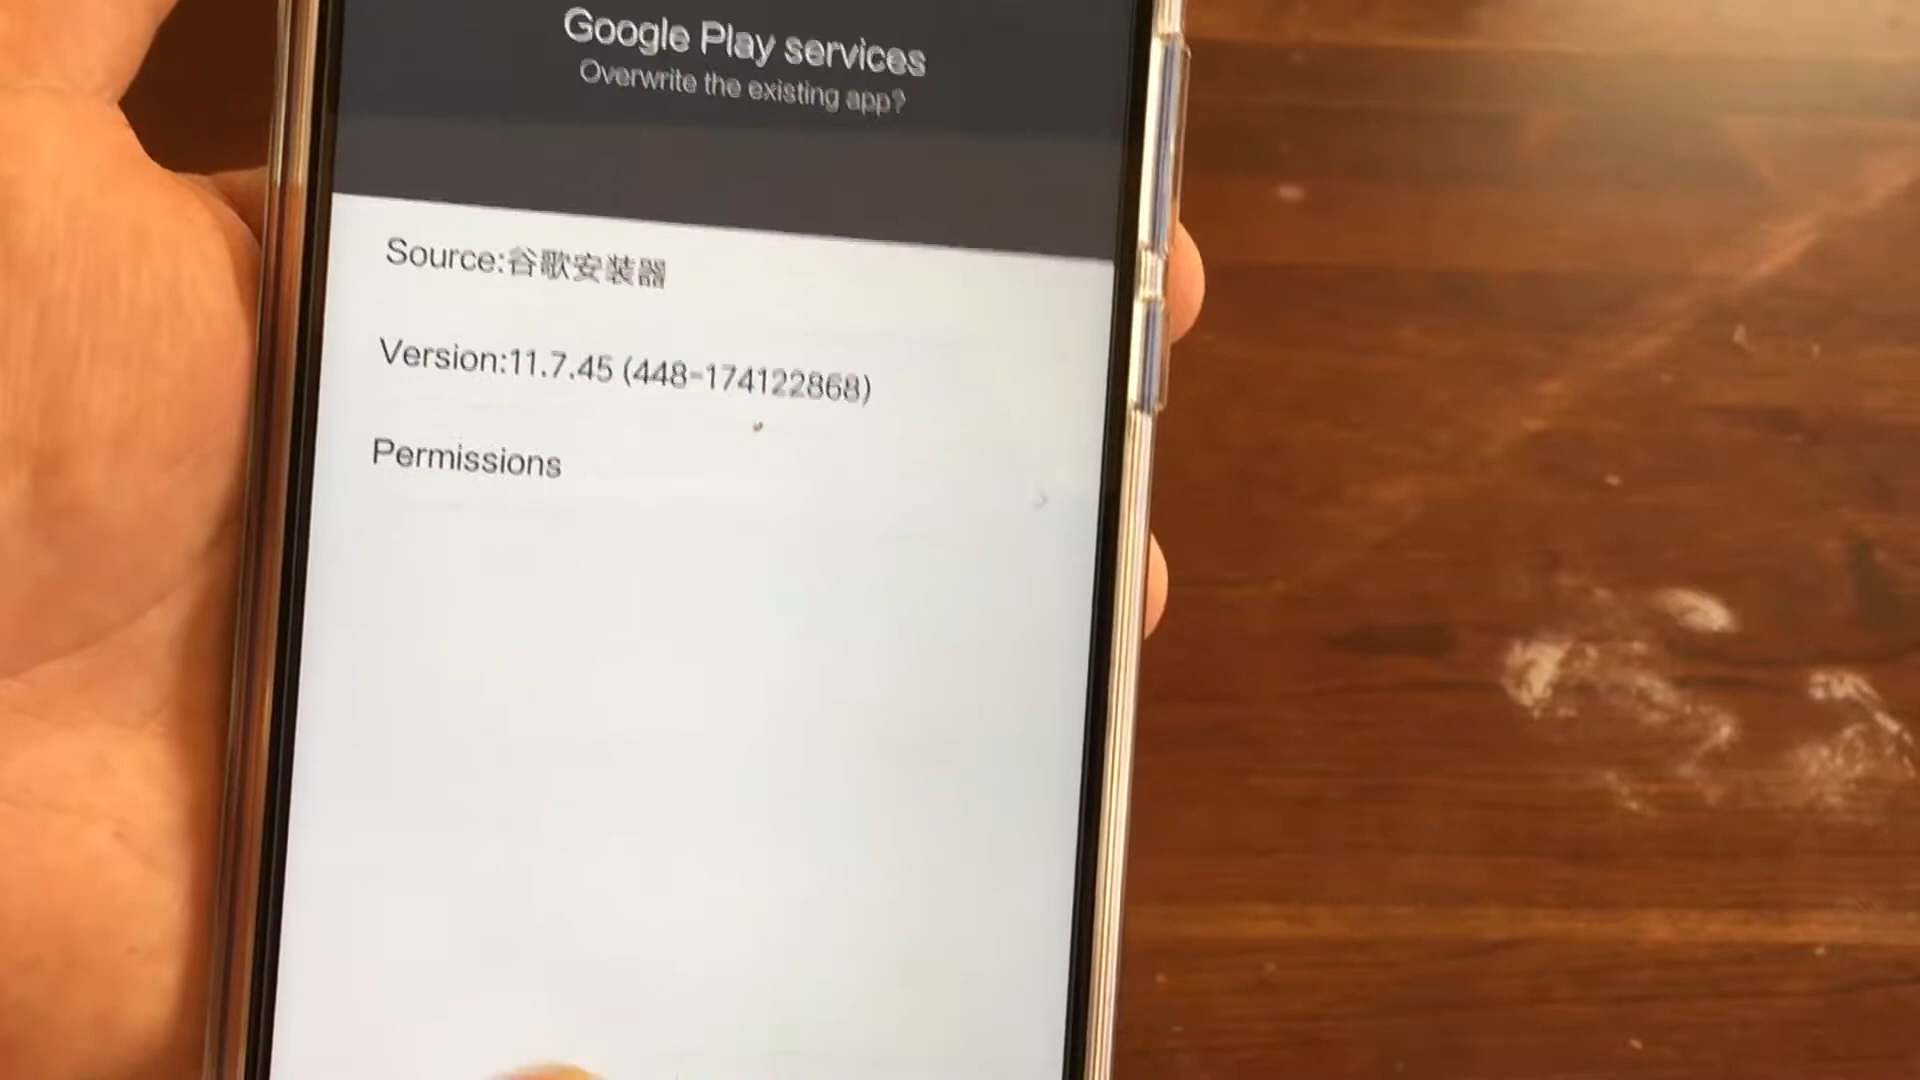 Google Play services
Overwrite the existing app?
Source:谷歌安装器
Version:11.7.45 (448-174122868)
Permissions